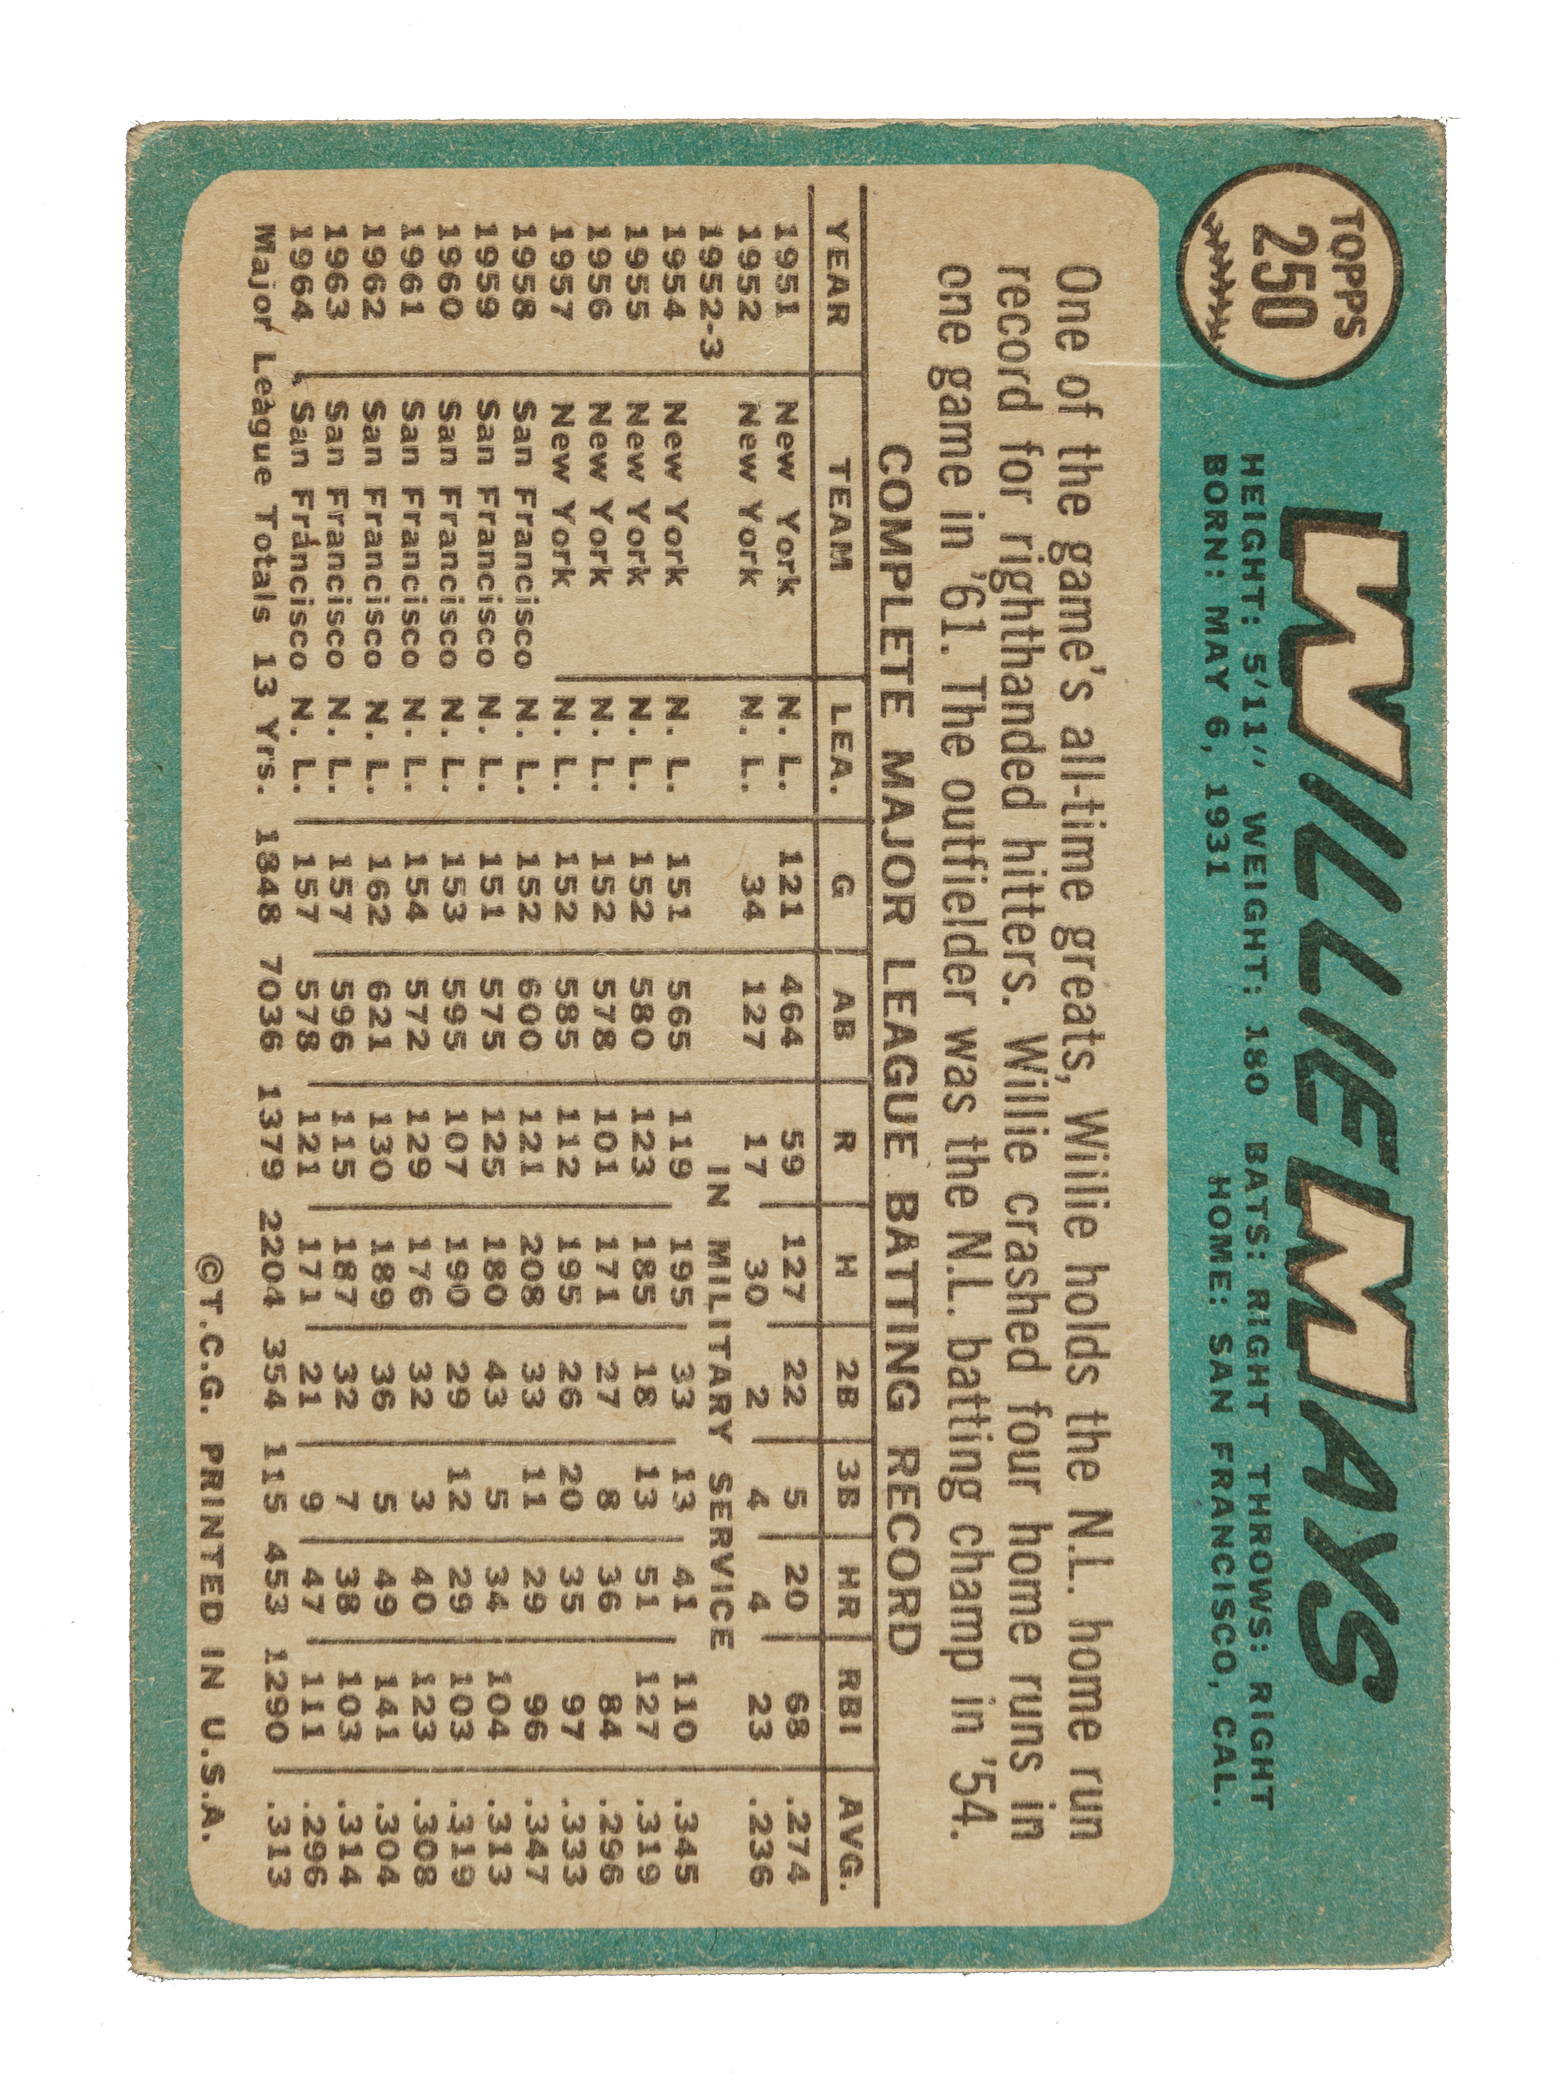 TOPPS
250
WILLIE MAYS
HEIGHT: 5'11" WEIGHT: 180 BATS: RIGHT THROWS: RIGHT
BORN: MAY 6, 1931 HOME: SAN FRANCISCO, CAL.
One of the game's all-time greats, Willie holds the N.L. home run
record for righthanded hitters. Willie crashed four home runs in
one game in '61. The outfielder was the N.L. batting champ in '54.
COMPLETE MAJOR LEAGUE BATTING RECORD
YEAR TEAM LEA. G AB R H 2B 3B HR RBI AVG.
1951 New York N. L. 121 464 59 127 22 5 20 68 .274
1952 New York N. L. 34 127 17 30 2 4 4 23 .236
1952-3 IN MILITARY SERVICE
1954 New York N. L. 151 565 119 195 33 13 41 110 .345
1955 New York N. L. 152 580 123 185 18 13 51 127 .319
1956 New York N. L. 152 578 101 171 27 8 36 84 .296
1957 New York N. L. 152 585 112 195 26 20 35 97 .333
1958 San Francisco N. L. 152 600 121 208 33 11 29 96 .347
1959 San Francisco N. L. 151 575 125 180 43 5 34 104 .313
1960 San Francisco N. L. 153 595 107 190 29 12 29 103 .319
1961 San Francisco N. L. 154 572 129 176 32 3 40 123 .308
1962 San Francisco N. L. 162 621 130 189 36 5 49 141 .304
1963 San Francisco N. L. 157 596 115 187 32 7 38 103 .314
1964 San Francisco N. L. 157 578 121 171 21 9 47 111 .296
Major League Totals 13 Yrs. 1848 7036 1379 2204 354 115 453 1290 .313
©T.C.G. PRINTED IN U.S.A.